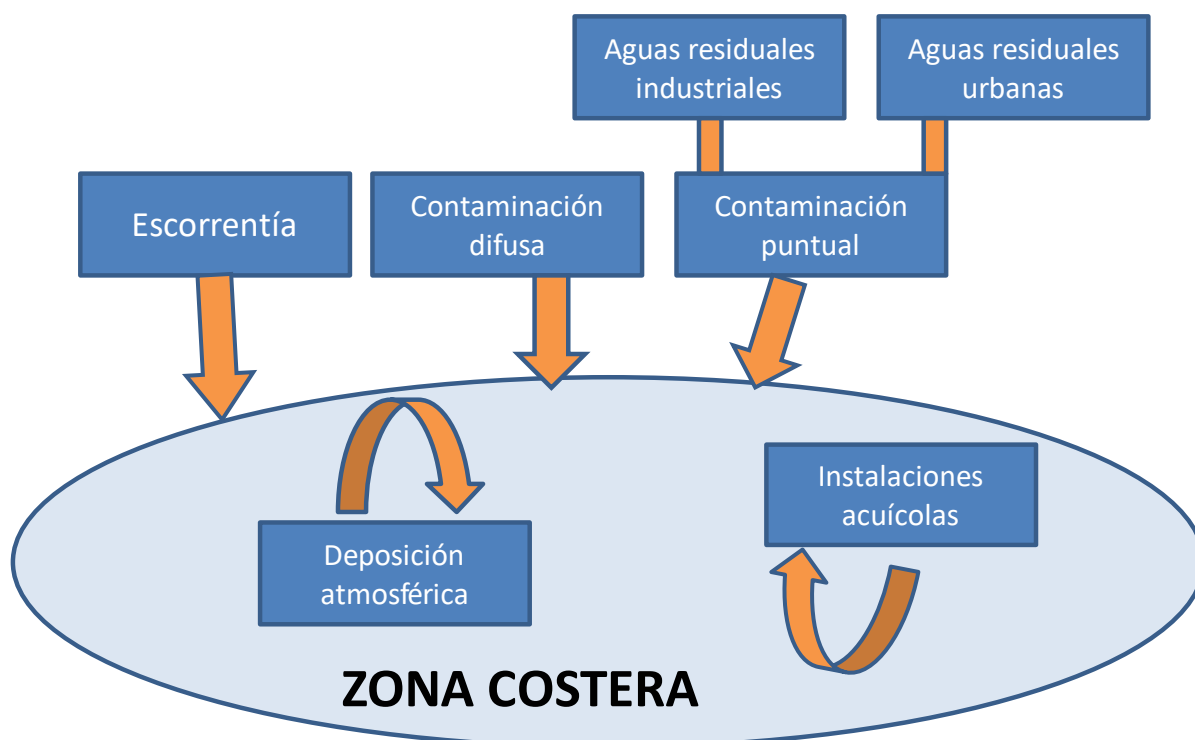 Aguas residuales
industriales
Aguas residuales
urbanas
Escorrentía
Contaminación
difusa
Contaminación
puntual
Instalaciones
acuícolas
Deposición
atmosférica
ZONA COSTERA